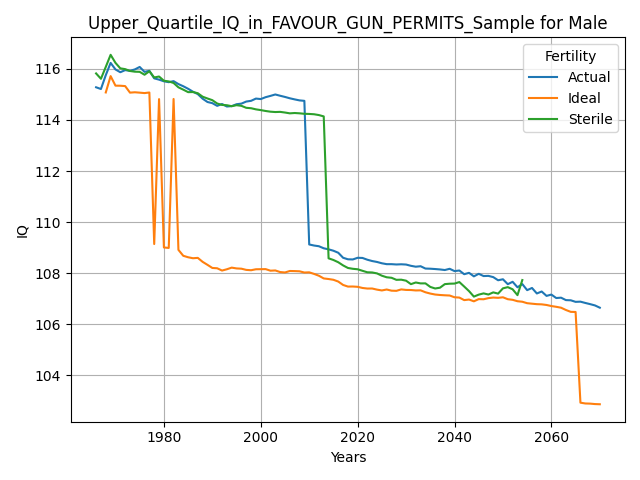 Upper_Quartile_IQ_in_FAVOUR_GUN_PERMITS_Sample for Male
Fertility
Actual
Ideal
Sterile
116
114
112
110
108
106
104
IQ
1980
2000
2020
2040
2060
Years